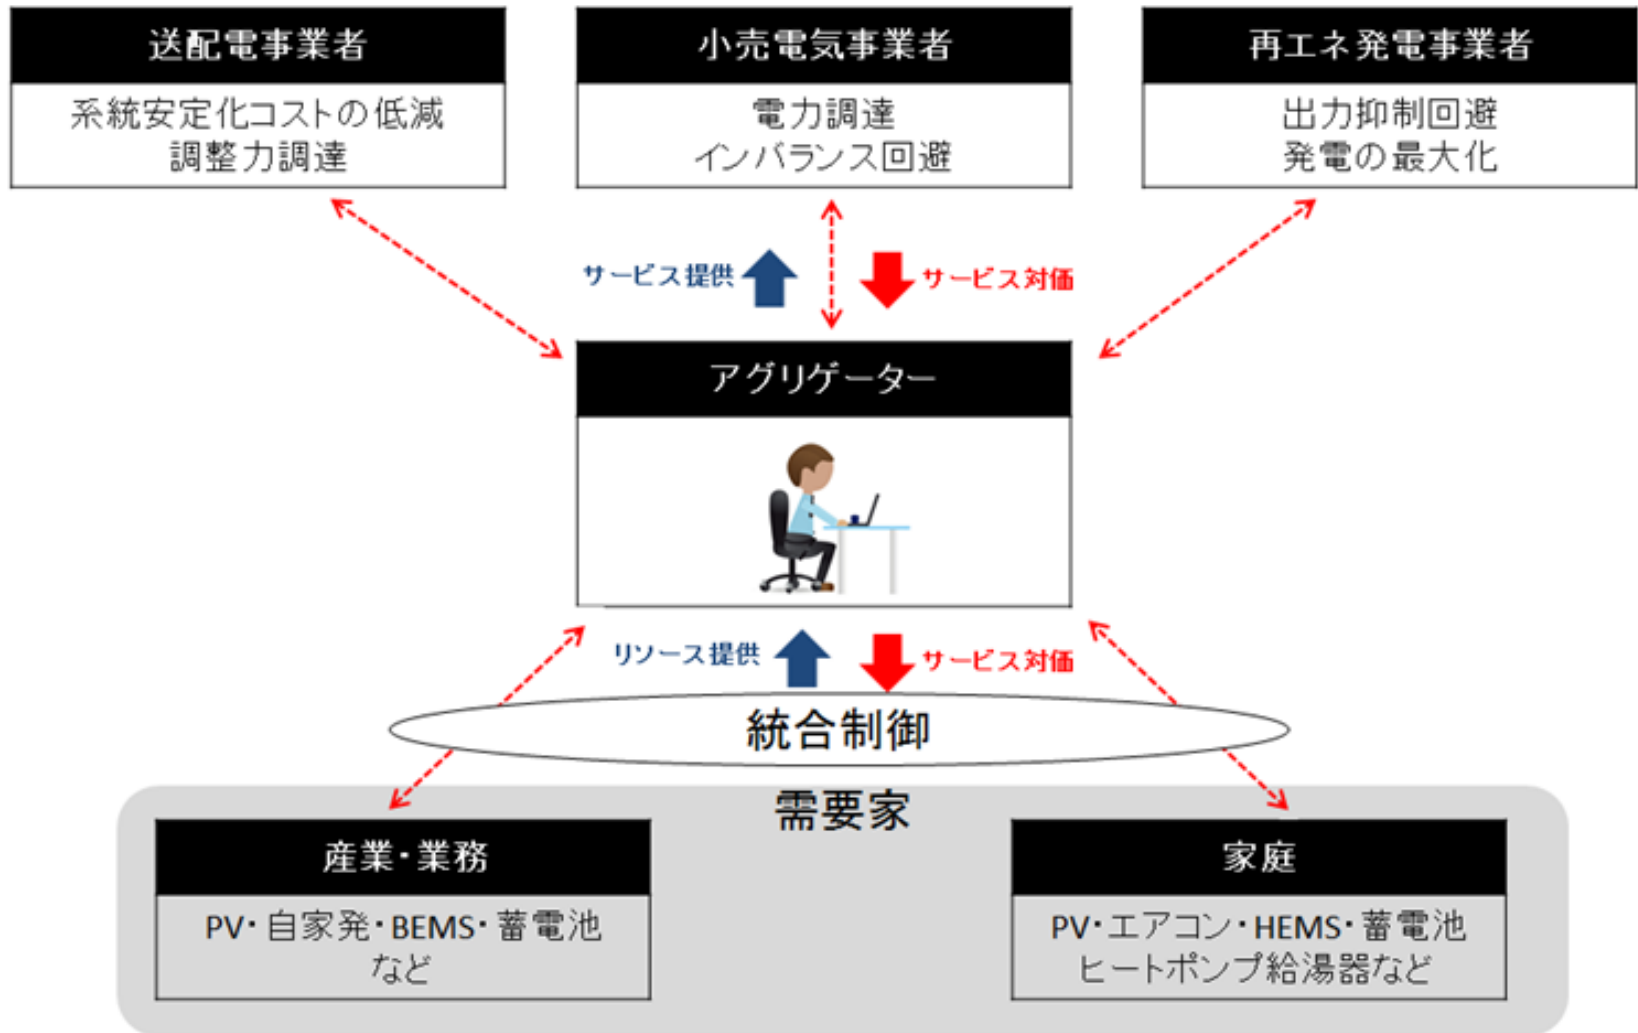 送配電事業者
系統安定化コストの低減
調整力調達
小売電気事業者
電力調達
インバランス回避
再エネ発電事業者
出力抑制回避
発電の最大化
サービス提供
サービス対価
アグリゲーター
リソース提供
サービス対価
統合制御
需要家
産業・業務
PV・自家発・BEMS・蓄電池
など
家庭
PV・エアコン・HEMS・蓄電池
ヒートポンプ給湯器など